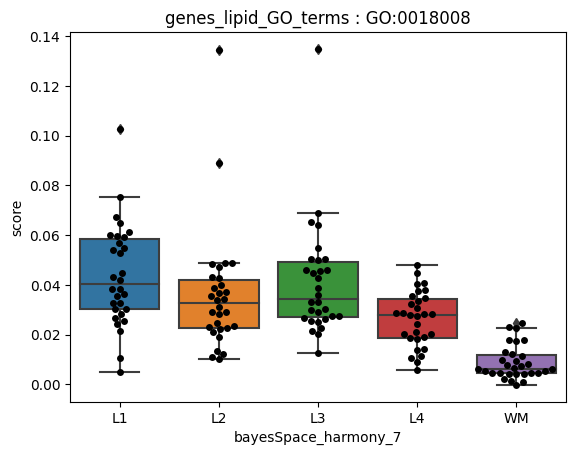 genes_lipid_GO_terms : GO:0018008
0.14
0.12
0.10
0.08
0.06
0.04
0.02
0.00
score
L1 L2 L3 L4 WM
bayesSpace_harmony_7